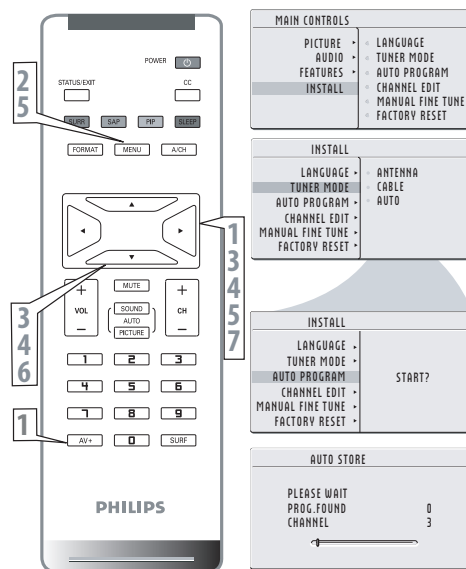 POWER
STATUS/EXIT CC
2
5
SURR SAP PIP SLEEP
FORMAT MENU A/CH
1
3
4
5
7
MUTE
+ +
VOL SOUND CH
AUTO
PICTURE
– –
3
4
6
1 2 3
4 5 6
7 8 9
1
AV+ 0 SURF
PHILIPS
MAIN CONTROLS
PICTURE LANGUAGE
AUDIO TUNER MODE
FEATURES AUTO PROGRAM
INSTALL CHANNEL EDIT
MANUAL FINE TUNE
FACTORY RESET
INSTALL
LANGUAGE ANTENNA
TUNER MODE CABLE
AUTO PROGRAM AUTO
CHANNEL EDIT
MANUAL FINE TUNE
FACTORY RESET
INSTALL
LANGUAGE
TUNER MODE
AUTO PROGRAM START?
CHANNEL EDIT
MANUAL FINE TUNE
FACTORY RESET
AUTO STORE
PLEASE WAIT
PROG.FOUND 0
CHANNEL 3